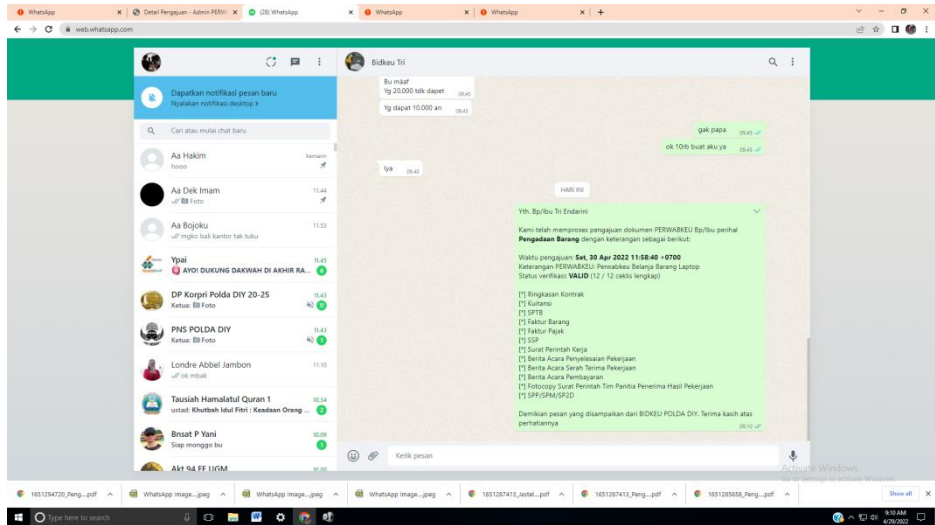 WhatsApp
Detail Pengajuan - Admin PERW
(28) WhatsApp
WhatsApp
WhatsApp
web.whatsapp.com
Bidkeu Tri
Dapatkan notifikasi pesan baru
Nyalakan notifikasi desktop >
Cari atau mulai chat baru
Aa Hakim
kemarin
hooo
Aa Dek Imam
11.44
Foto
Aa Bojoku
11.53
mgko bali kantor tak tuku
Ypai
11.45
AYO! DUKUNG DAKWAH DI AKHIR RA...
6
DP Korpri Polda DIY 20-25
11.43
Ketua: Foto
11
PNS POLDA DIY
11.43
Ketua: Foto
1
Londre Abbel Jambon
11.10
ok mbak
Tausiah Hamalatul Quran 1
10.34
ustad: Khutbah Idul Fitri : Keadaan Orang ...
2
Bnsat P Yani
10.09
Siap monggo bu
1
Akt 94 FE UGM
Bu mäaf
Yg 20.000 tdk dapet
09.45
Yg dapat 10.000 an
09.45
gak papa
09.45
ok 10rb buat aku ya
09.45
Iya
09.45
HARI INI
Yth. Bp/Ibu Tri Endarini
Kami telah memproses pengajuan dokumen PERWABKEU Bp/Ibu perihal
Pengadaan Barang dengan keterangan sebagai berikut:
Waktu pengajuan: Sat, 30 Apr 2022 11:58:40 +0700
Keterangan PERWABKEU: Perwabkeu Belanja Barang Laptop
Status verifikasi: VALID (12 / 12 ceklis lengkap)
[*] Ringkasan Kontrak
[*] Kuitansi
[*] SPTB
[*] Faktur Barang
[*] Faktur Pajak
[*] SSP
[*] Surat Perintah Kerja
[*] Berita Acara Penyelesaian Pekerjaan
[*] Berita Acara Serah Terima Pekerjaan
[*] Berita Acara Pembayaran
[*] Fotocopy Surat Perintah Tim Panitia Penerima Hasil Pekerjaan
[*] SPP/SPM/SP2D
Demikian pesan yang disampaikan dari BIDKEU POLDA DIY. Terima kasih atas
perhatiannya
09.12
Ketik pesan
Activate Windows
Go to Settings to activate Windows.
1651294720_Peng....pdf
WhatsApp Image...jpeg
WhatsApp Image...jpeg
WhatsApp Image...jpeg
1651287413_Jastel...pdf
1651287413_Peng....pdf
1651285658_Peng....pdf
Show all
Type here to search
9:10 AM
4/29/2022